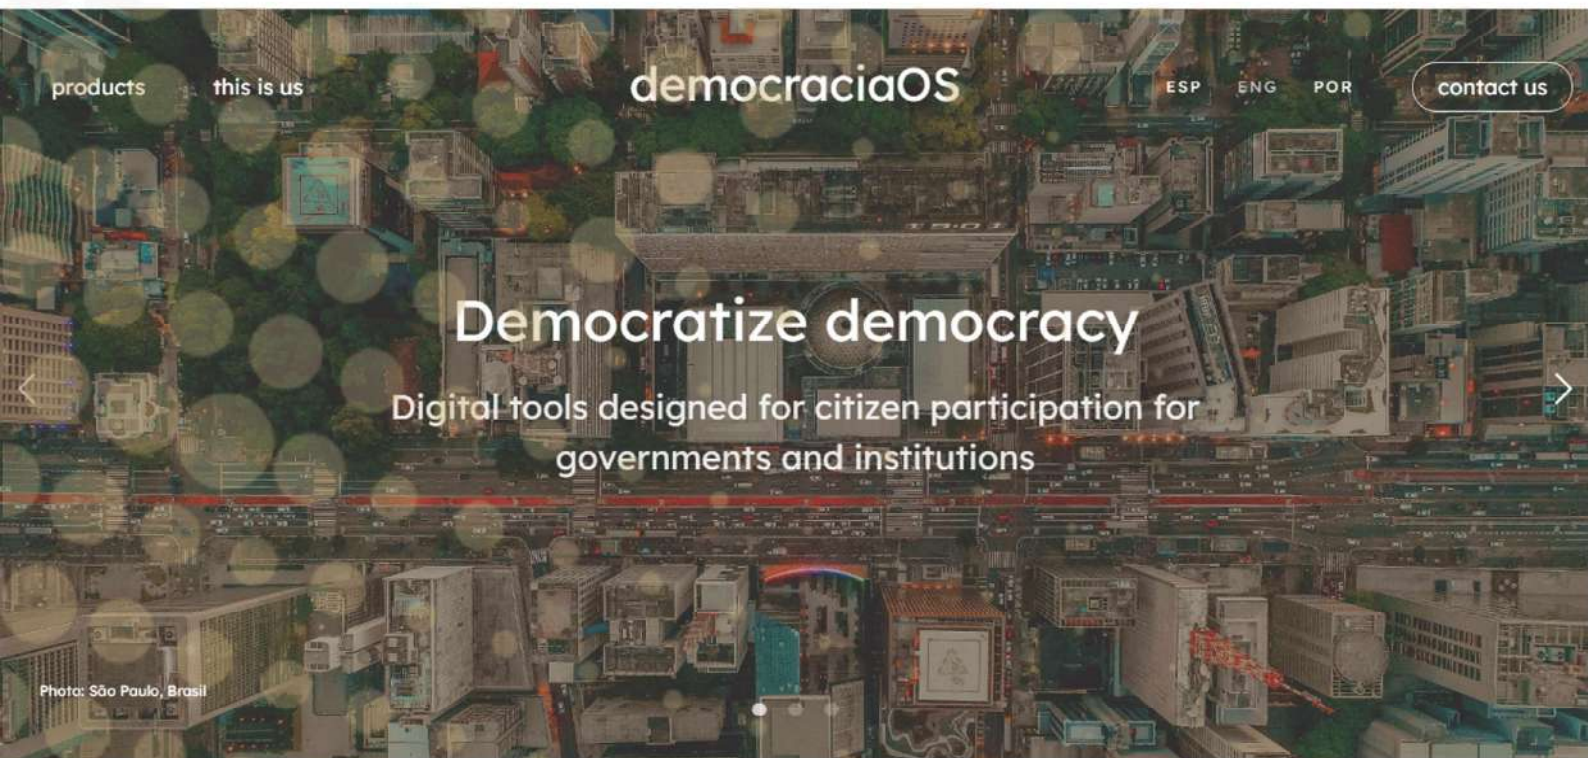 products
this is us
democraciaOS
ESP
ENG
POR
contact us
Democratize democracy
Digital tools designed for citizen participation for
governments and institutions
Photo: São Paulo, Brasil